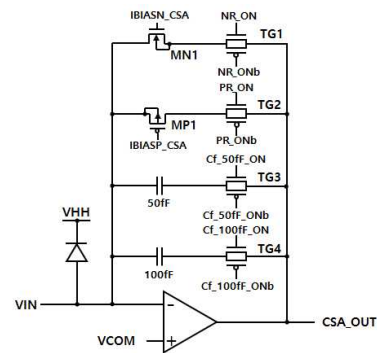 IBIASN_CSA
NR_ON
TG1
MN1
NR_ONb
PR_ON
TG2
MP1
IBIASP_CSA
PR_ONb
Cf_50fF_ON
TG3
50fF
Cf_50fF_ONb
VHH
Cf_100fF_ON
TG4
100fF
Cf_100fF_ONb
VIN
-
CSA_OUT
VCOM
+